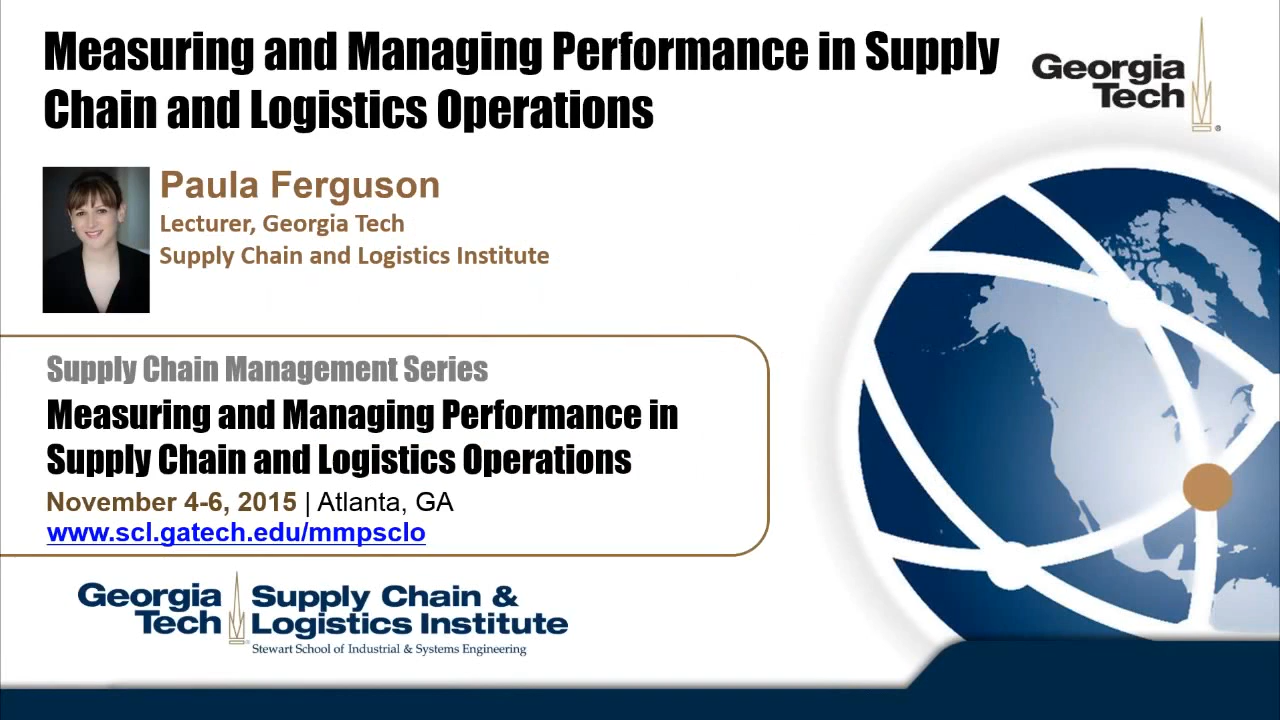 Measuring and Managing Performance in Supply
Chain and Logistics Operations
Georgia
Tech
®
Paula Ferguson
Lecturer, Georgia Tech
Supply Chain and Logistics Institute
Supply Chain Management Series
Measuring and Managing Performance in
Supply Chain and Logistics Operations
November 4-6, 2015 | Atlanta, GA
www.scl.gatech.edu/mmpsclo
Georgia
Tech
Supply Chain &
Logistics Institute
Stewart School of Industrial & Systems Engineering